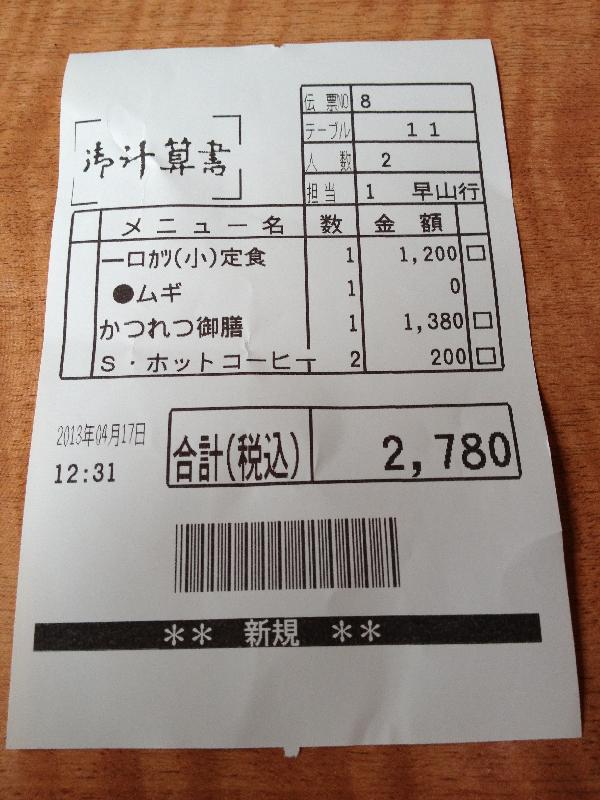 伝票NO 8
テーブル 11
御計算書
人数 2
担当 1 早山行
メニュー名 数 金額
一口カツ(小)定食 1 1,200 □
●ムギ 1 0
かつれつ御膳 1 1,380 □
S・ホットコーヒー 2 200 □
2013年04月17日
12:31
合計(税込) 2,780
** 新規 **